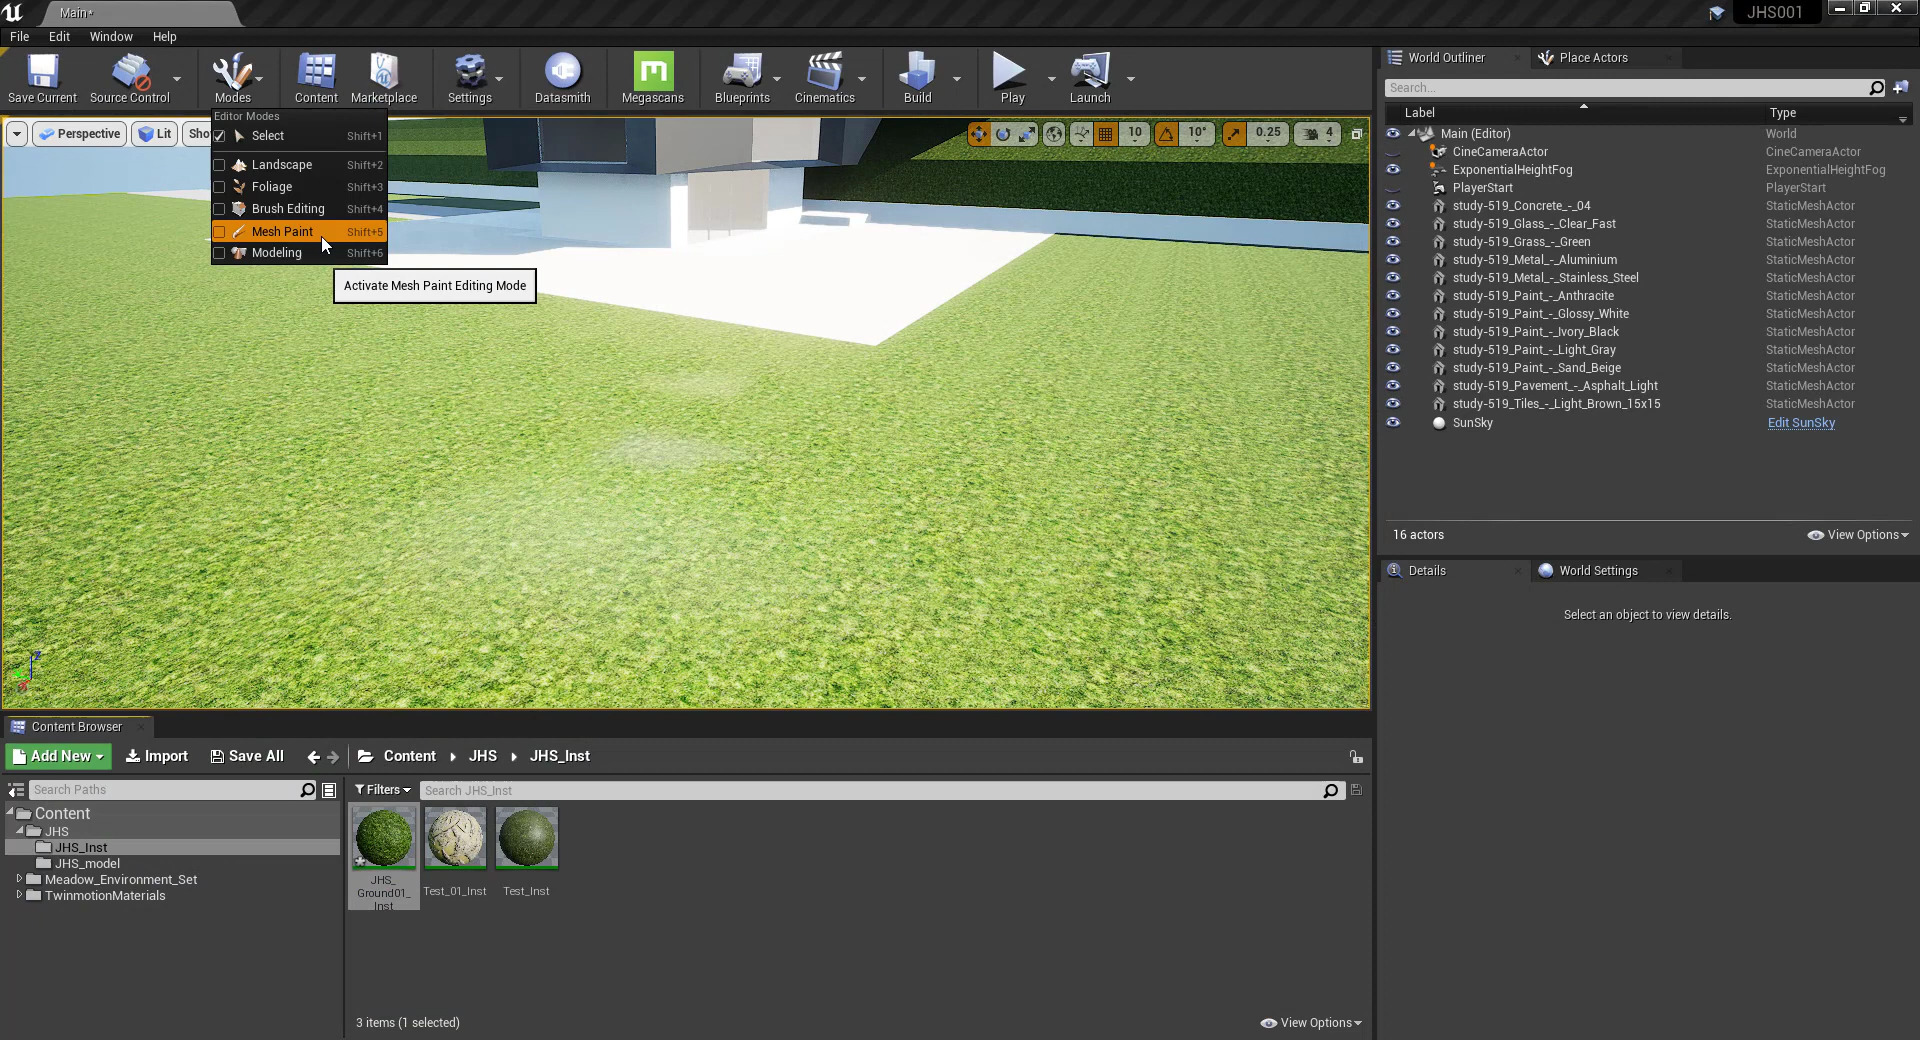 Main*
JHS001
File Edit Window Help
Save Current
Source Control
Modes
Content
Marketplace
Settings
Datasmith
Megascans
Blueprints
Cinematics
Build
Play
Launch
Editor Modes
Select Shift+1
Landscape Shift+2
Foliage Shift+3
Brush Editing Shift+4
Mesh Paint Shift+5
Modeling Shift+6
Activate Mesh Paint Editing Mode
Perspective
Lit
10
10°
0.25
4
World Outliner
Place Actors
Search...
Label Type
Main (Editor) World
CineCameraActor CineCameraActor
ExponentialHeightFog ExponentialHeightFog
PlayerStart PlayerStart
study-519_Concrete_-_04 StaticMeshActor
study-519_Glass_-_Clear_Fast StaticMeshActor
study-519_Grass_-_Green StaticMeshActor
study-519_Metal_-_Aluminium StaticMeshActor
study-519_Metal_-_Stainless_Steel StaticMeshActor
study-519_Paint_-_Anthracite StaticMeshActor
study-519_Paint_-_Glossy_White StaticMeshActor
study-519_Paint_-_Ivory_Black StaticMeshActor
study-519_Paint_-_Light_Gray StaticMeshActor
study-519_Paint_-_Sand_Beige StaticMeshActor
study-519_Pavement_-_Asphalt_Light StaticMeshActor
study-519_Tiles_-_Light_Brown_15x15 StaticMeshActor
SunSky Edit SunSky
16 actors
View Options
Details
World Settings
Select an object to view details.
Content Browser
Add New
Import
Save All
Content JHS JHS_Inst
Search Paths
Filters
Search JHS_Inst
Content
JHS
JHS_Inst
JHS_model
Meadow_Environment_Set
TwinmotionMaterials
JHS_
Ground01_
Inst
Test_01_Inst
Test_Inst
3 items (1 selected)
View Options